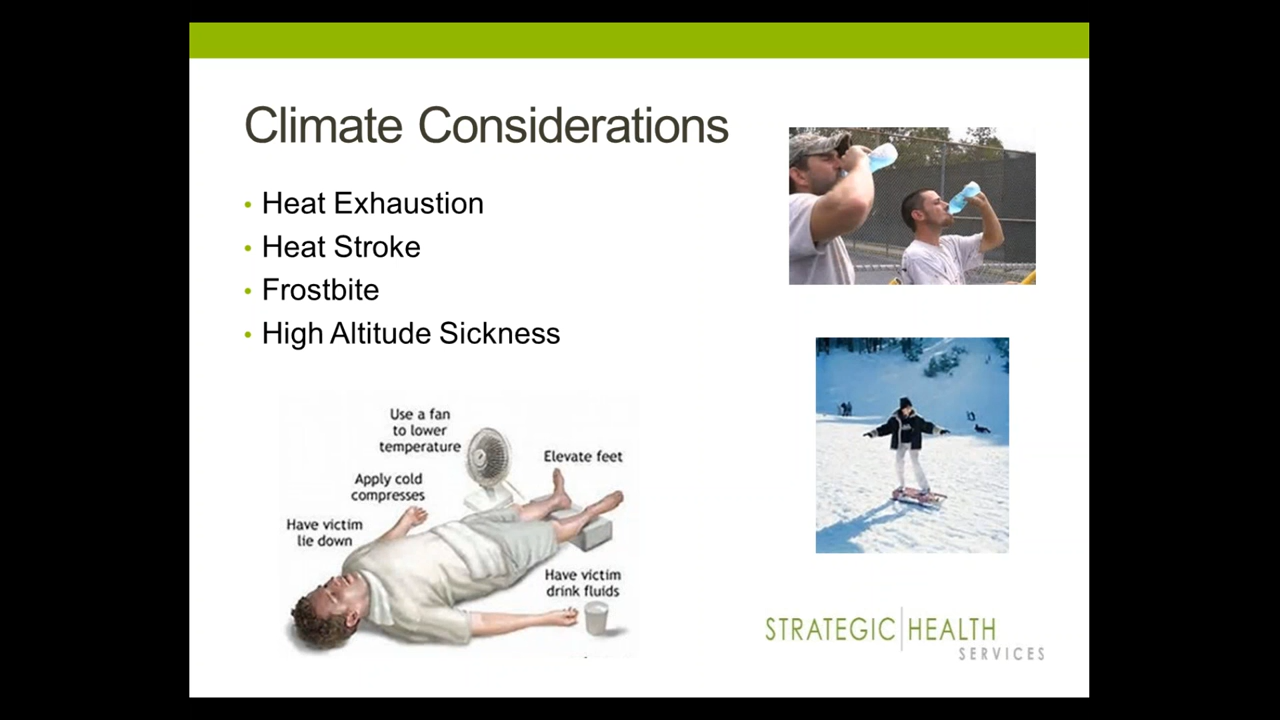 Climate Considerations
• Heat Exhaustion
• Heat Stroke
• Frostbite
• High Altitude Sickness
Use a fan
to lower
temperature
Elevate feet
Apply cold
compresses
Have victim
lie down
Have victim
drink fluids
STRATEGIC HEALTH
SERVICES